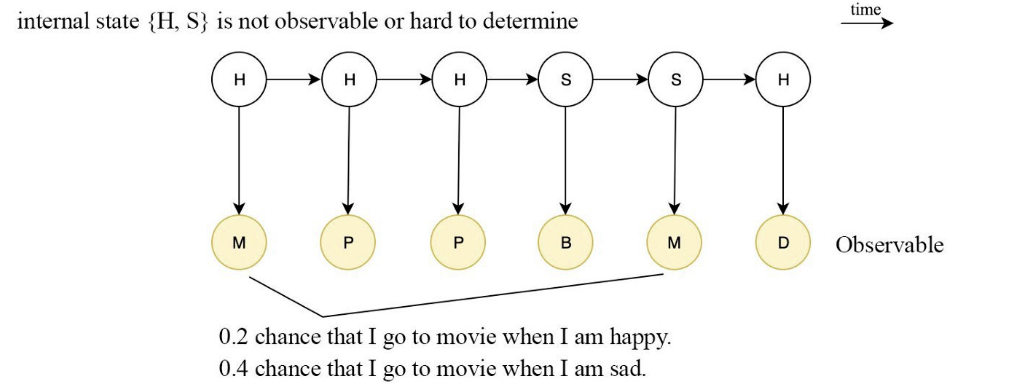 internal state {H, S} is not observable or hard to determine
time
H H H S S H
M P P B M D
Observable
0.2 chance that I go to movie when I am happy.
0.4 chance that I go to movie when I am sad.